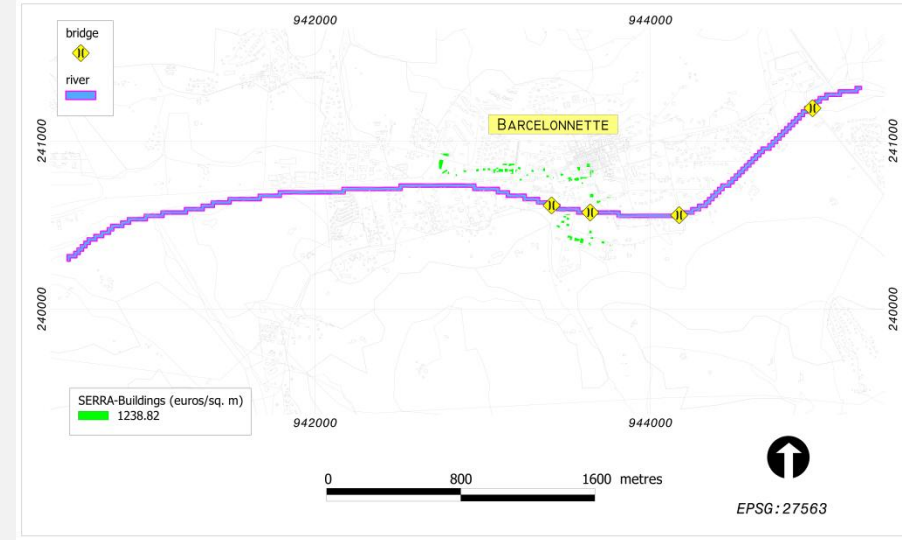 942000
944000
bridge
river
BARCELONNETTE
241000
241000
240000
240000
SERRA-Buildings (euros/sq. m)
1238.82
942000
944000
0 800 1600 metres
EPSG:27563